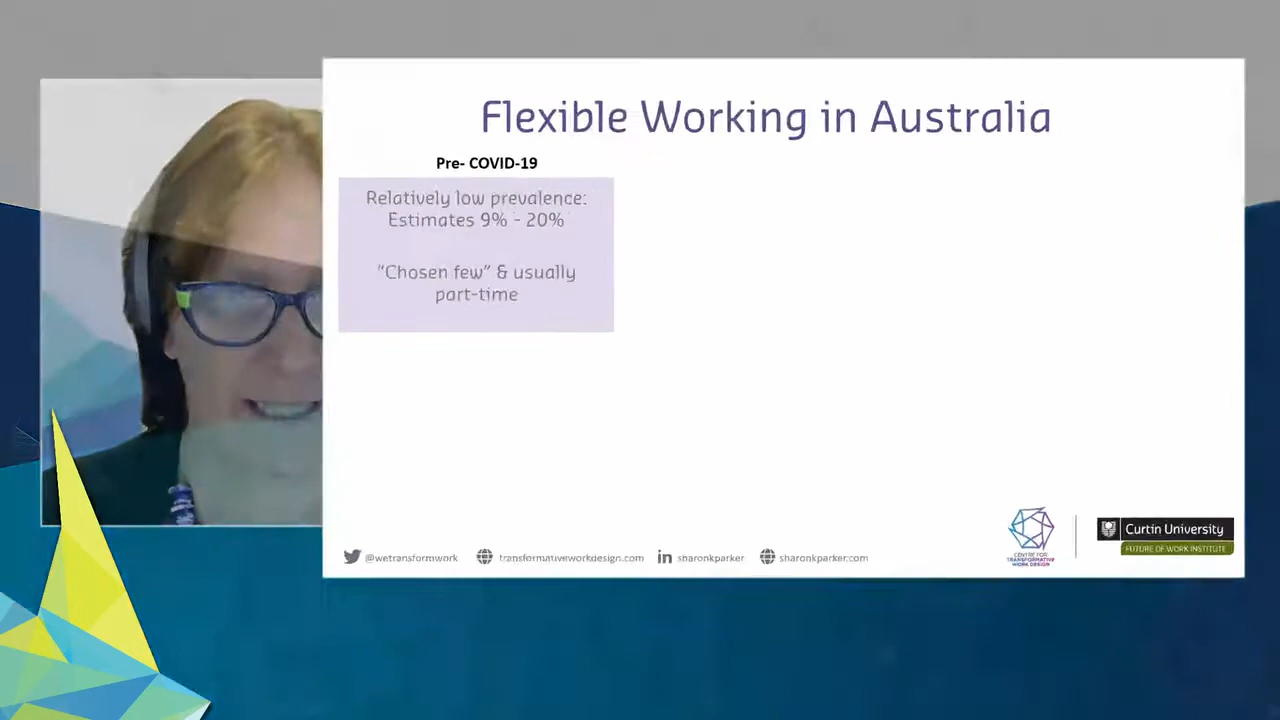 Flexible Working in Australia
Pre- COVID-19
Relatively low prevalence:
Estimates 9% - 20%
“Chosen few” & usually
part-time
@wetransformwork
transformativeworkdesign.com
sharonkparker
sharonkparker.com
CENTRE FOR
TRANSFORMATIVE
WORK DESIGN
Curtin University
FUTURE OF WORK INSTITUTE